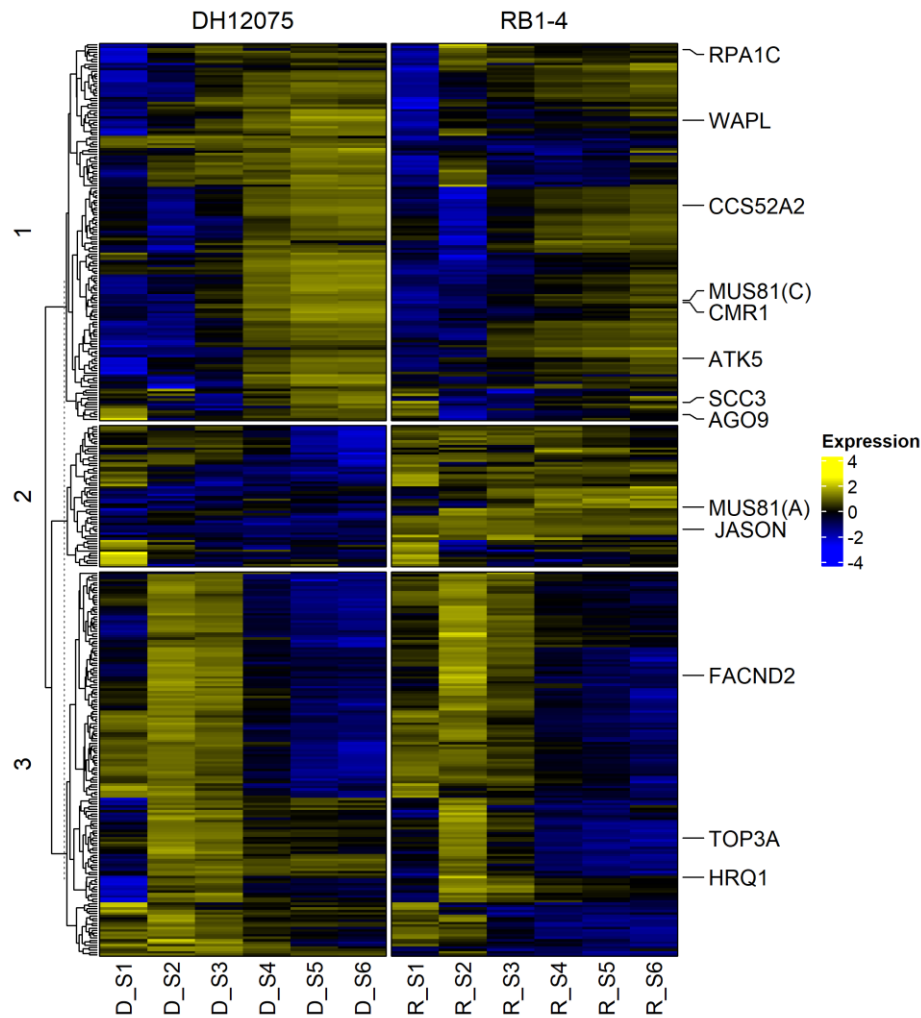 DH12075
RB1-4
1
2
3
RPA1C
WAPL
CCS52A2
MUS81(C)
CMR1
ATK5
SCC3
AGO9
MUS81(A)
JASON
FACND2
TOP3A
HRQ1
Expression
4
2
0
-2
-4
D_S1
D_S2
D_S3
D_S4
D_S5
D_S6
R_S1
R_S2
R_S3
R_S4
R_S5
R_S6